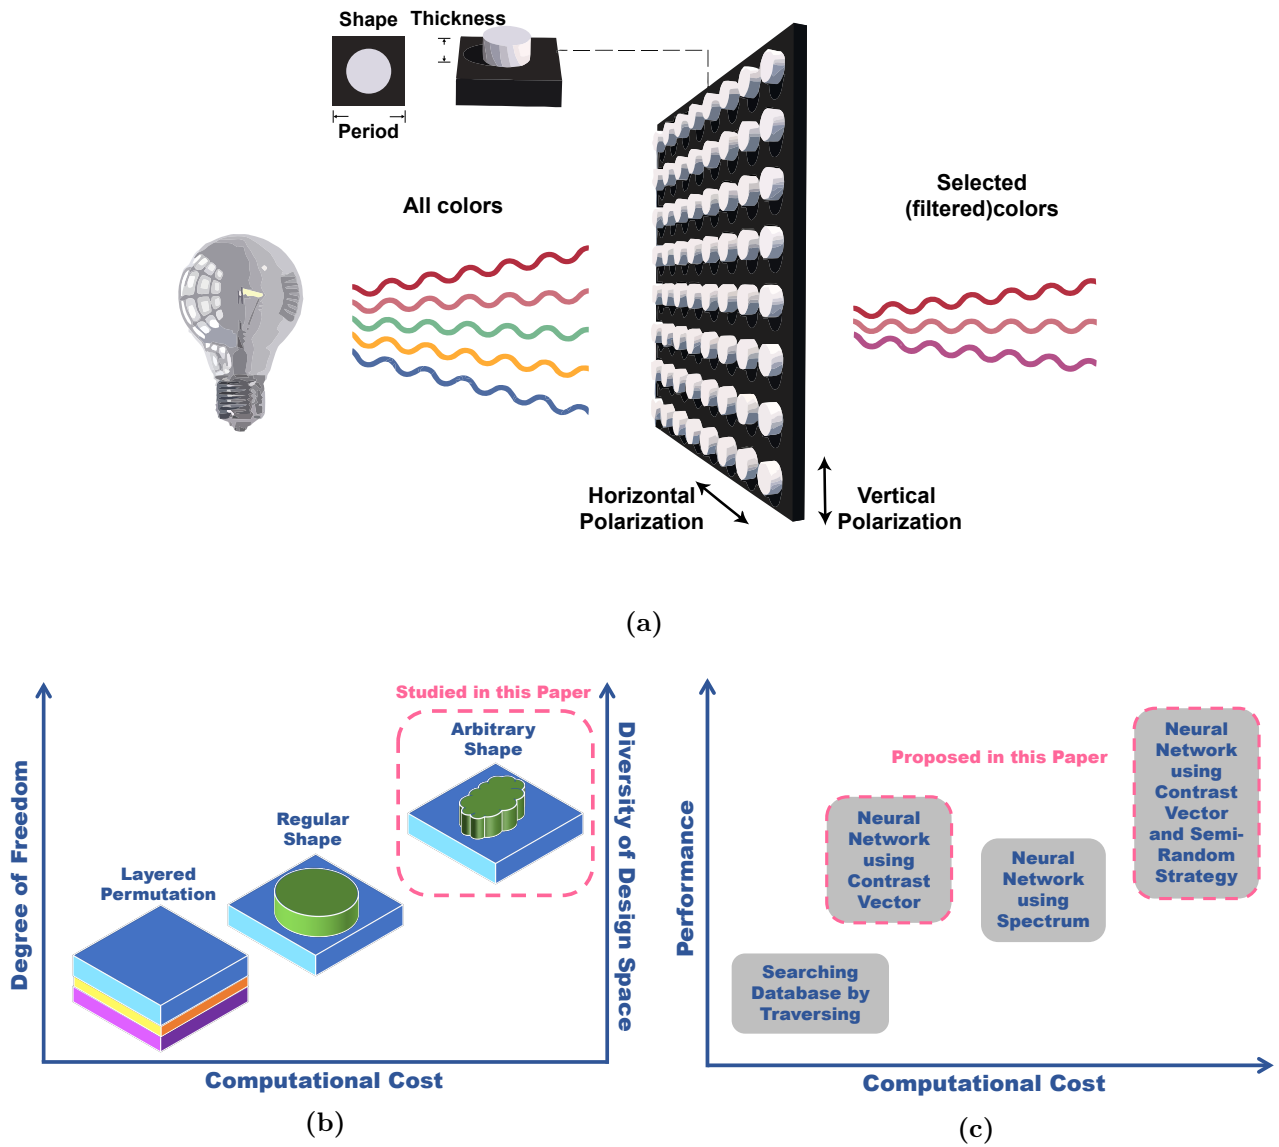 Shape
Thickness
Period
All colors
Selected
(filtered)colors
Horizontal
Polarization
Vertical
Polarization
(a)
Degree of Freedom
Layered
Permutation
Regular
Shape
Studied in this Paper
Arbitrary
Shape
Diversity of Design Space
Computational Cost
(b)
Performance
Searching
Database by
Traversing
Neural
Network
using
Contrast
Vector
Proposed in this Paper
Neural
Network
using
Spectrum
Neural
Network
using
Contrast
Vector
and Semi-
Random
Strategy
Computational Cost
(c)